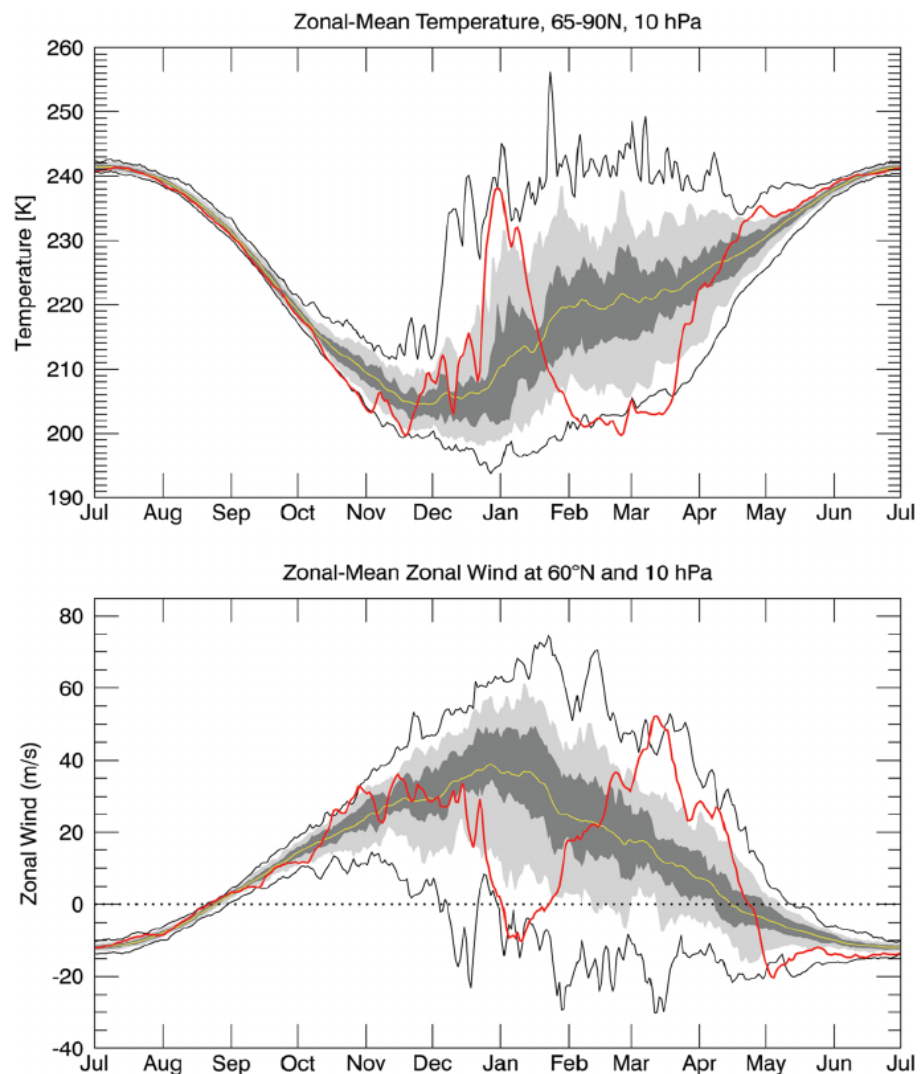 Zonal-Mean Temperature, 65-90N, 10 hPa
260
250
240
230
220
210
200
190
Temperature [K]
Jul Aug Sep Oct Nov Dec Jan Feb Mar Apr May Jun Jul
Zonal-Mean Zonal Wind at 60°N and 10 hPa
80
60
40
20
0
-20
-40
Zonal Wind (m/s)
Jul Aug Sep Oct Nov Dec Jan Feb Mar Apr May Jun Jul